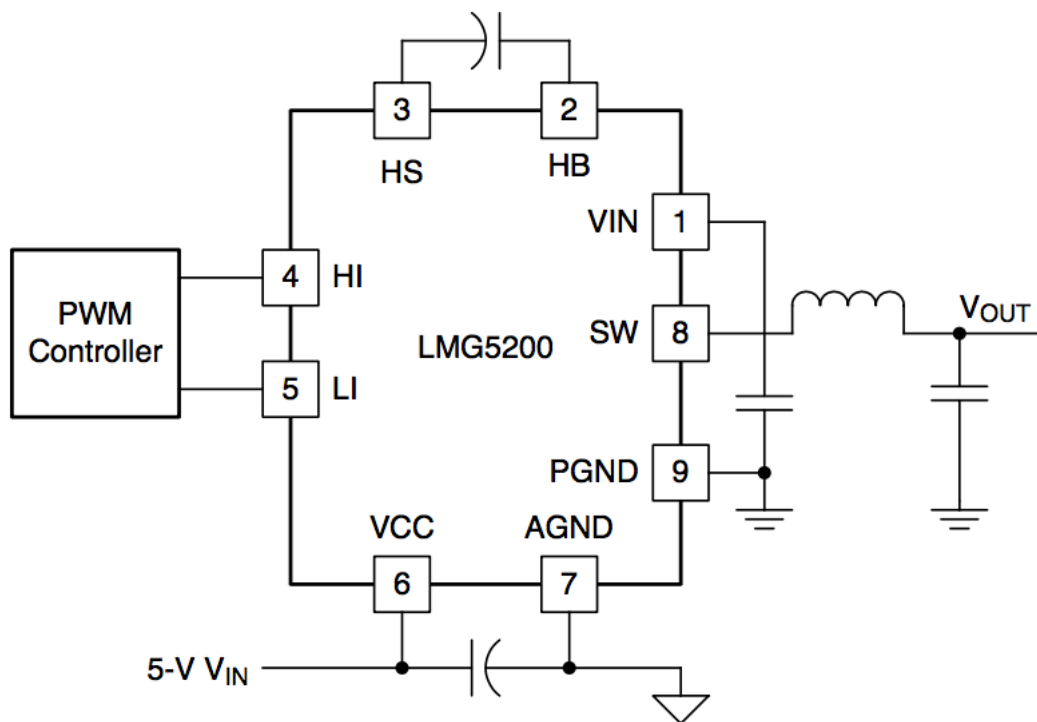 3
2
HS
HB
VIN
1
4
HI
PWM
Controller
LMG5200
SW
8
VOUT
5
LI
PGND
9
VCC
AGND
6
7
5-V VIN